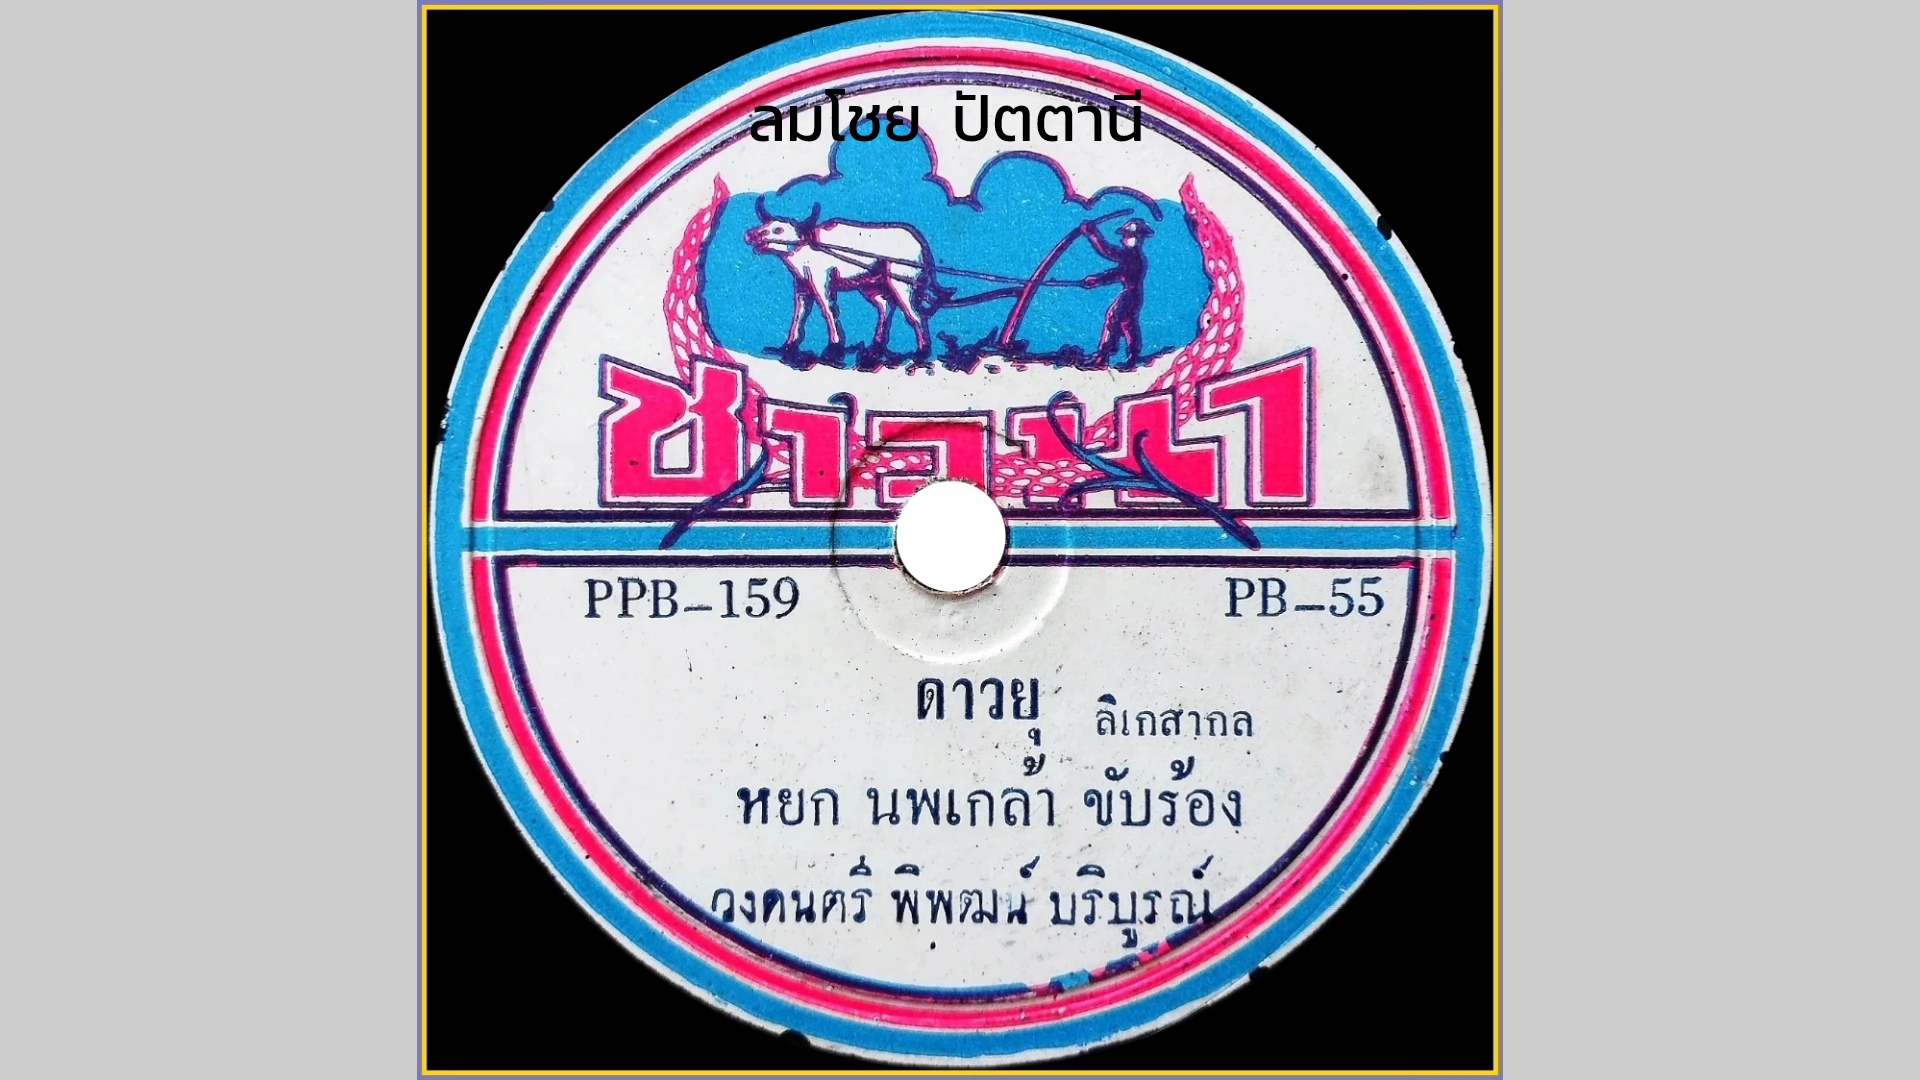 ลมโชย ปัตตานี
ชาวนา
PPB-159 PB-55
ดาวยุ ลิเกสากล
หยก นพเกล้า ขับร้อง
วงดนตรี พิพัฒน์ บริบูรณ์